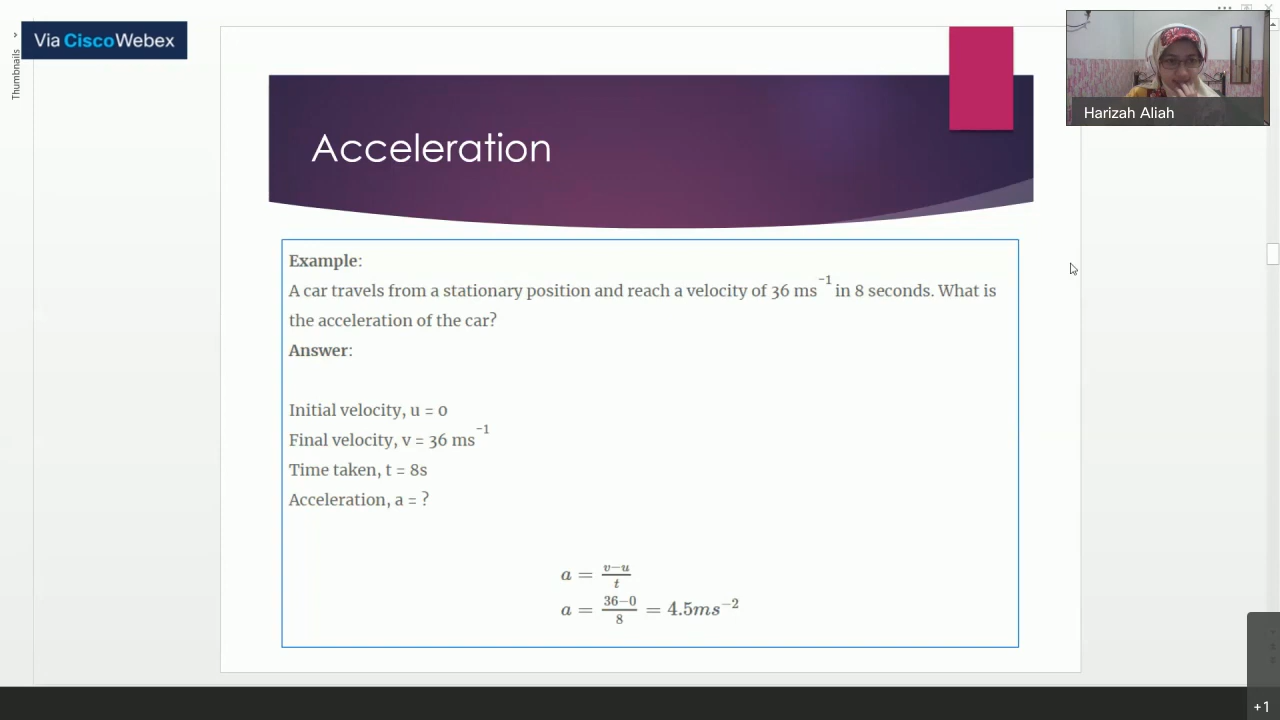 Via Cisco Webex
Thumbnails
Harizah Aliah
Acceleration
Example:
A car travels from a stationary position and reach a velocity of 36 ms⁻¹ in 8 seconds. What is
the acceleration of the car?
Answer:
Initial velocity, u = 0
Final velocity, v = 36 ms⁻¹
Time taken, t = 8s
Acceleration, a = ?
a = v−u/t
a = 36−0/8 = 4.5ms⁻²
+1